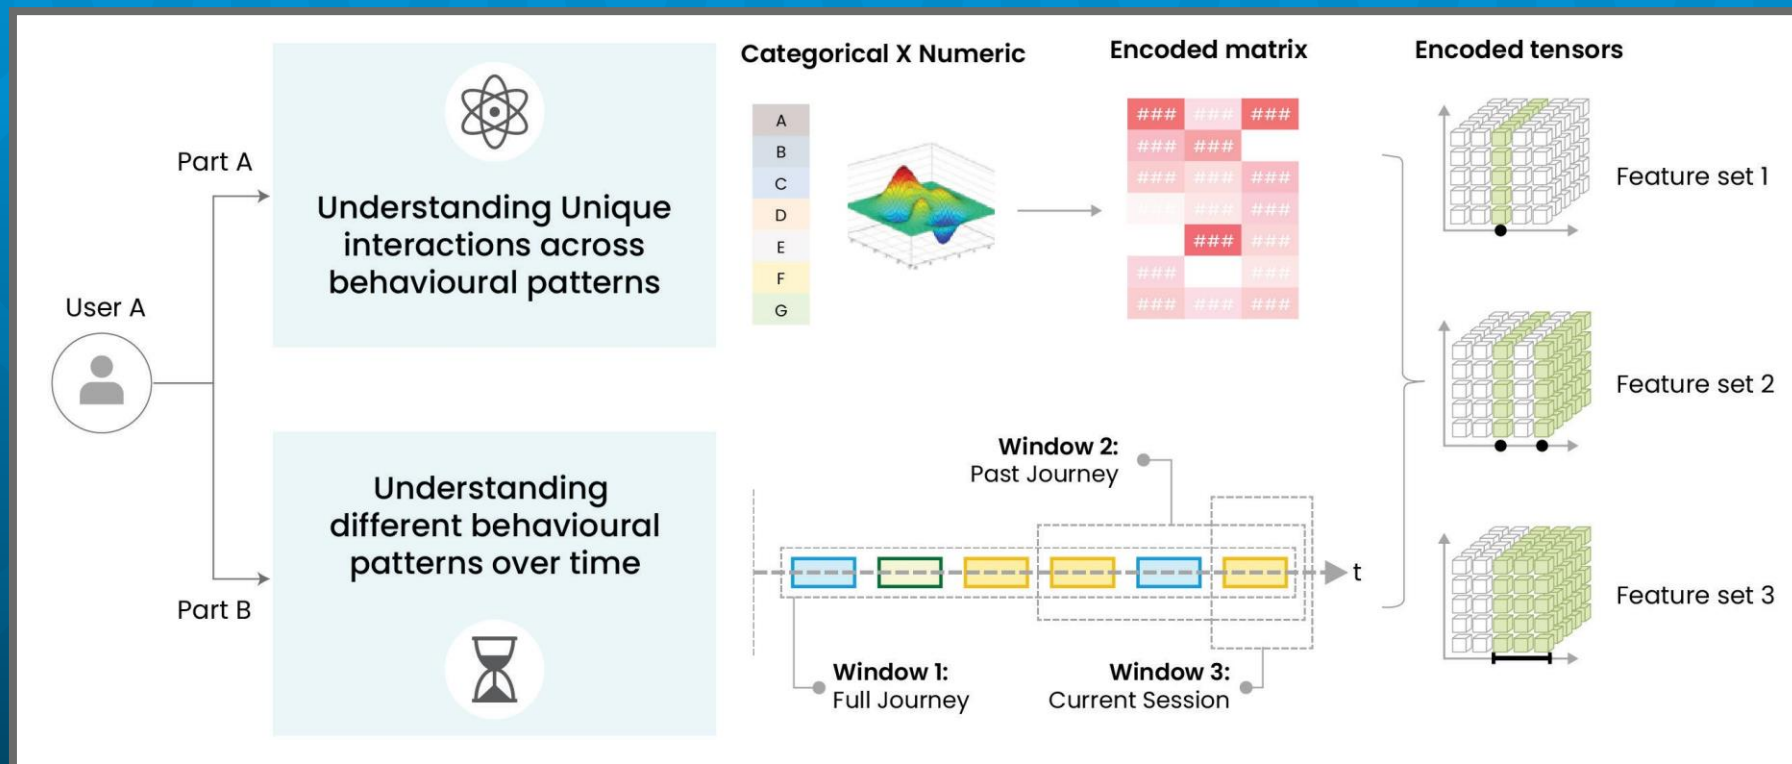 User A
Part A
Understanding Unique
interactions across
behavioural patterns
Categorical X Numeric
A
B
C
D
E
F
G
Encoded matrix
### ### ###
### ###
### ### ###
### ### ###
### ###
### ###
### ### ###
Part B
Understanding
different behavioural
patterns over time
Window 2:
Past Journey
t
Window 1:
Full Journey
Window 3:
Current Session
Encoded tensors
Feature set 1
Feature set 2
Feature set 3